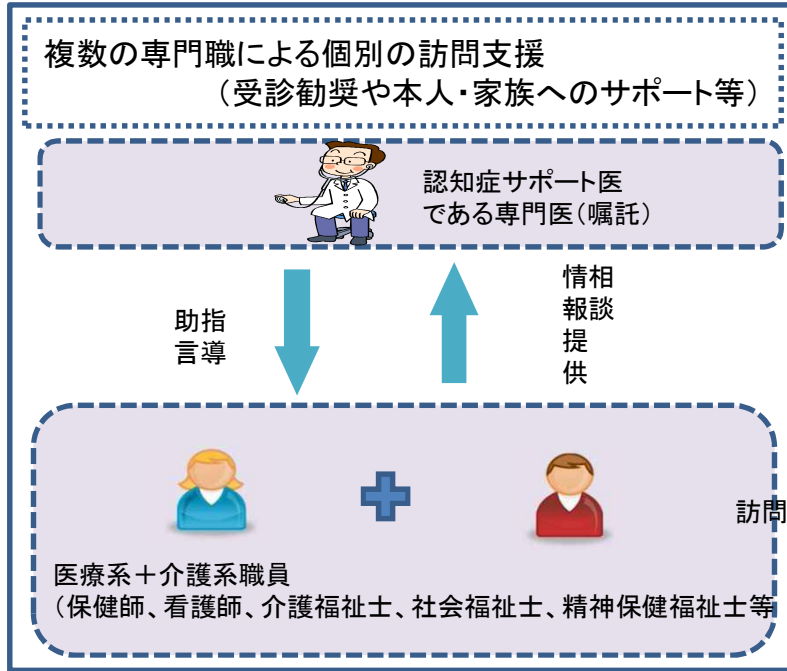 複数の専門職による個別の訪問支援
（受診勧奨や本人・家族へのサポート等）
認知症サポート医
である専門医（嘱託）
指導
助言
相談
情報提供
訪問
医療系＋介護系職員
（保健師、看護師、介護福祉士、社会福祉士、精神保健福祉士等